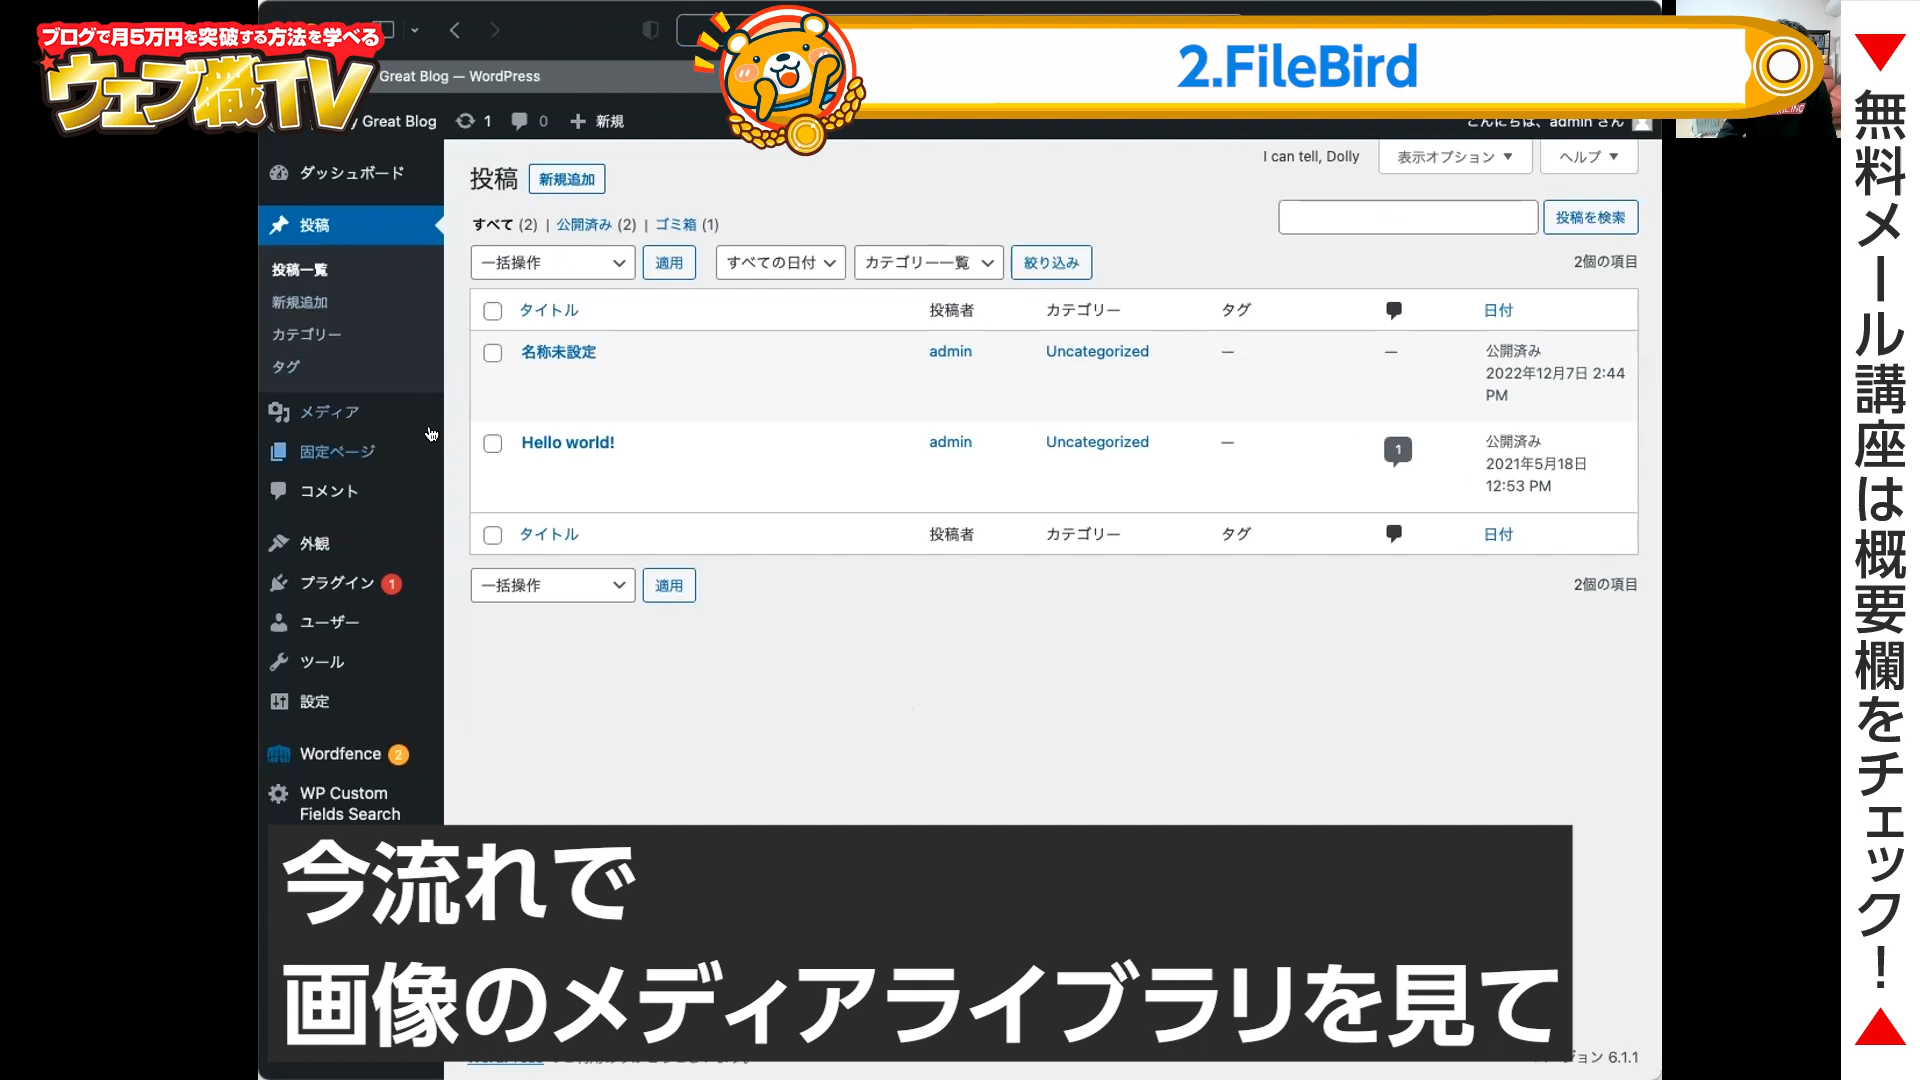 ブログで月5万円を突破する方法を学べる
ウェブ職TV
2.FileBird
Great Blog — WordPress
Great Blog
1
0
新規
こんにちは、admin さん
ダッシュボード
投稿
投稿一覧
新規追加
カテゴリー
タグ
メディア
固定ページ
コメント
外観
プラグイン 1
ユーザー
ツール
設定
Wordfence 2
WP Custom
Fields Search
I can tell, Dolly
表示オプション ▼
ヘルプ ▼
投稿 新規追加
すべて (2) | 公開済み (2) | ゴミ箱 (1)
投稿を検索
一括操作 適用 すべての日付 カテゴリー一覧 絞り込み
2個の項目
タイトル 投稿者 カテゴリー タグ 日付
名称未設定 admin Uncategorized — — 公開済み
2022年12月7日 2:44
PM
Hello world! admin Uncategorized — 1 公開済み
2021年5月18日
12:53 PM
タイトル 投稿者 カテゴリー タグ 日付
一括操作 適用
2個の項目
今流れで
画像のメディアライブラリを見て
ョン 6.1.1
▼無料メール講座は概要欄をチェック!▲